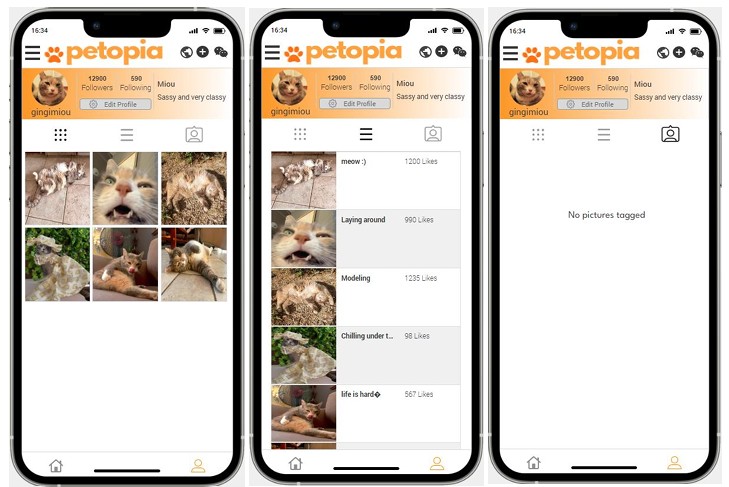 16:34
petopia
12900
590
Followers
Following
Miou
Sassy and very classy
Edit Profile
gingimiou
16:34
petopia
12900
590
Followers
Following
Miou
Sassy and very classy
Edit Profile
gingimiou
meow :)
1200 Likes
Laying around
990 Likes
Modeling
1235 Likes
Chilling under t...
98 Likes
life is hard�
567 Likes
16:34
petopia
12900
590
Followers
Following
Miou
Sassy and very classy
Edit Profile
gingimiou
No pictures tagged